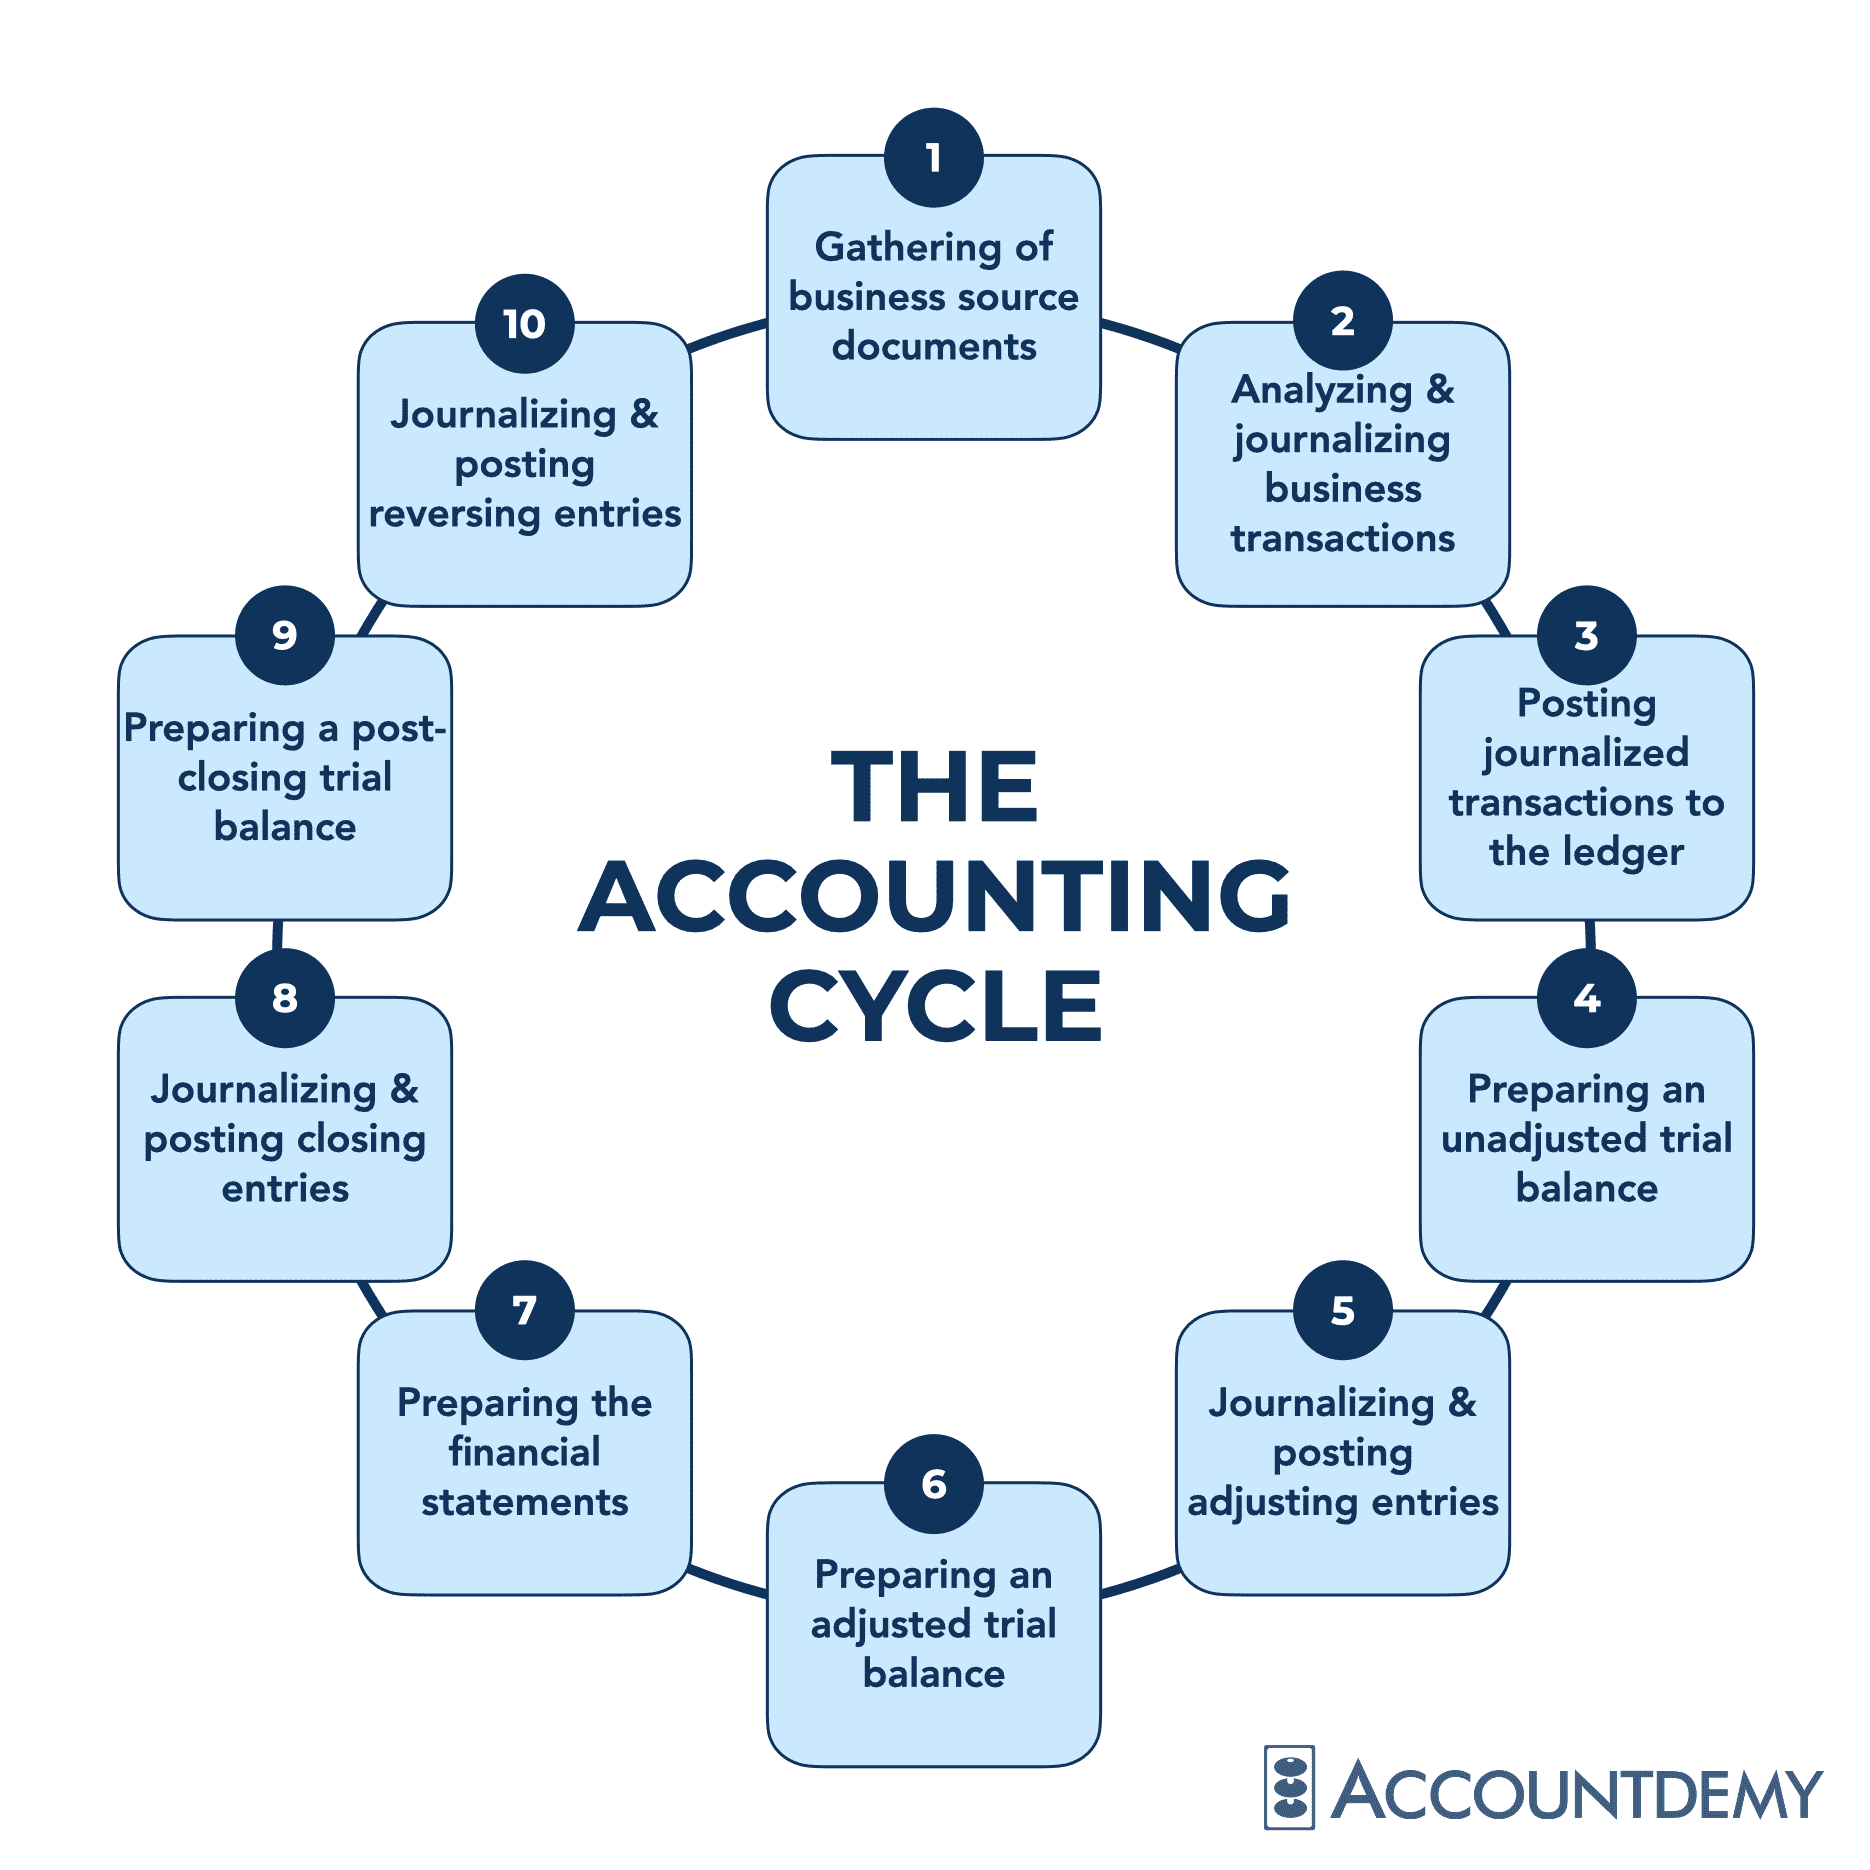 1
Gathering of
business source
documents
2
Analyzing &
journalizing
business
transactions
3
Posting
journalized
transactions to
the ledger
4
Preparing an
unadjusted trial
balance
5
Journalizing &
posting
adjusting entries
6
Preparing an
adjusted trial
balance
7
Preparing the
financial
statements
8
Journalizing &
posting closing
entries
9
Preparing a post-
closing trial
balance
10
Journalizing &
posting
reversing entries
THE
ACCOUNTING
CYCLE
ACCOUNTDEMY